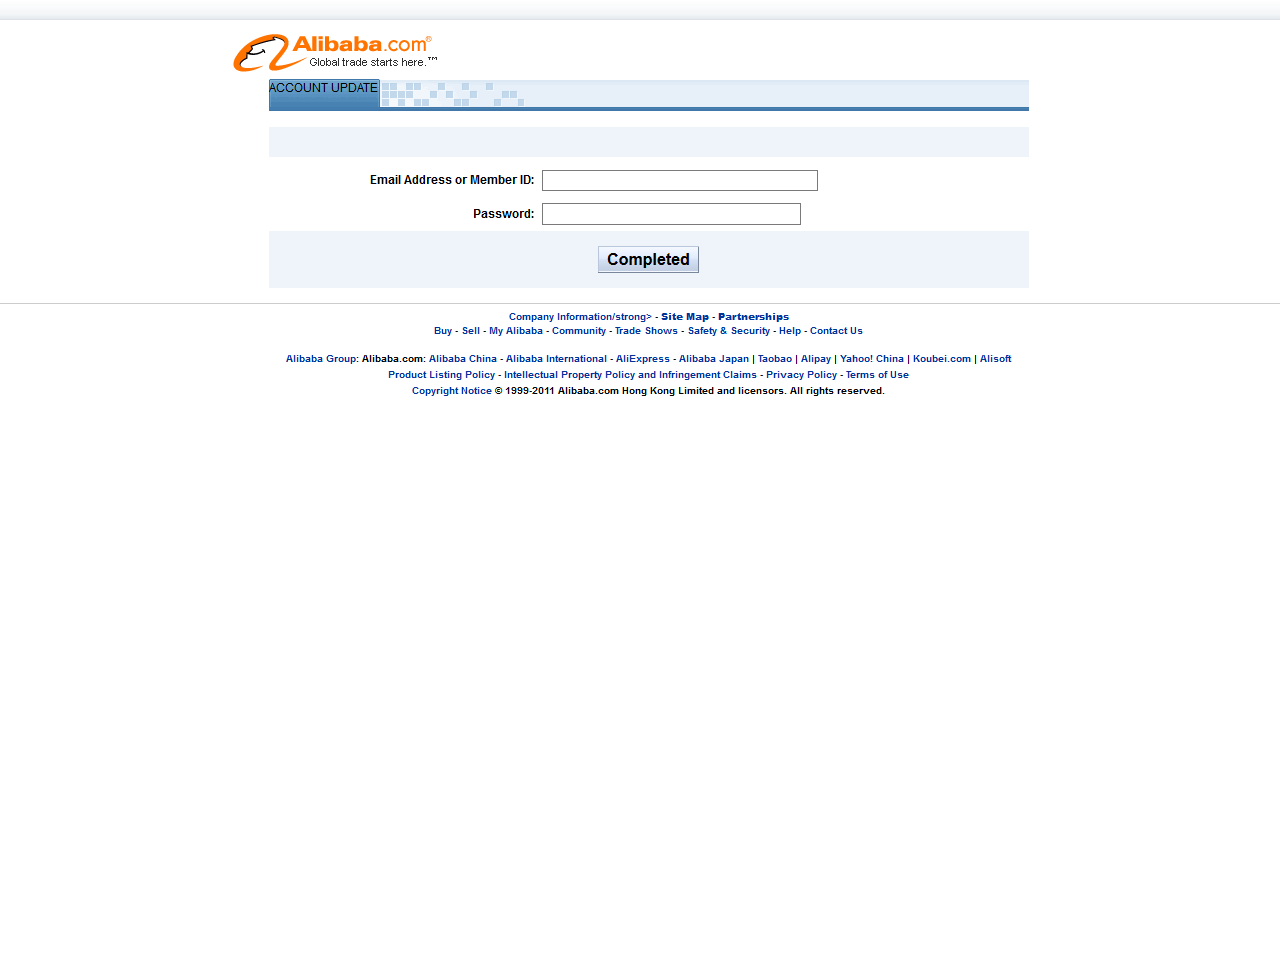 Alibaba.com®
Global trade starts here.™
ACCOUNT UPDATE
Email Address or Member ID:
Password:
Completed
Company Information/strong> - Site Map - Partnerships
Buy - Sell - My Alibaba - Community - Trade Shows - Safety & Security - Help - Contact Us
Alibaba Group: Alibaba.com: Alibaba China - Alibaba International - AliExpress - Alibaba Japan | Taobao | Alipay | Yahoo! China | Koubei.com | Alisoft
Product Listing Policy - Intellectual Property Policy and Infringement Claims - Privacy Policy - Terms of Use
Copyright Notice © 1999-2011 Alibaba.com Hong Kong Limited and licensors. All rights reserved.